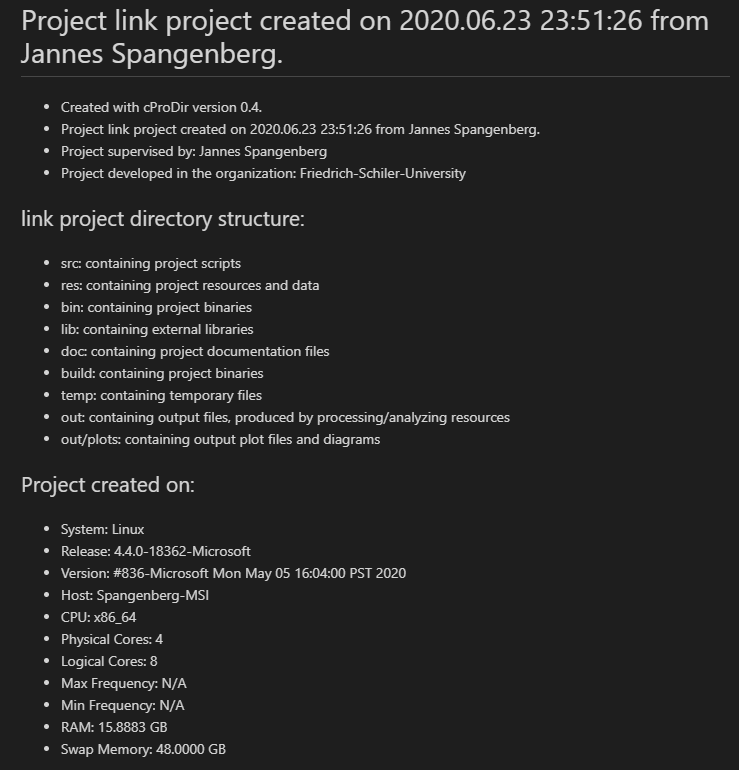 Project link project created on 2020.06.23 23:51:26 from
Jannes Spangenberg.
Created with cProDir version 0.4.
Project link project created on 2020.06.23 23:51:26 from Jannes Spangenberg.
Project supervised by: Jannes Spangenberg
Project developed in the organization: Friedrich-Schiler-University
link project directory structure:
src: containing project scripts
res: containing project resources and data
bin: containing project binaries
lib: containing external libraries
doc: containing project documentation files
build: containing project binaries
temp: containing temporary files
out: containing output files, produced by processing/analyzing resources
out/plots: containing output plot files and diagrams
Project created on:
System: Linux
Release: 4.4.0-18362-Microsoft
Version: #836-Microsoft Mon May 05 16:04:00 PST 2020
Host: Spangenberg-MSI
CPU: x86_64
Physical Cores: 4
Logical Cores: 8
Max Frequency: N/A
Min Frequency: N/A
RAM: 15.8883 GB
Swap Memory: 48.0000 GB